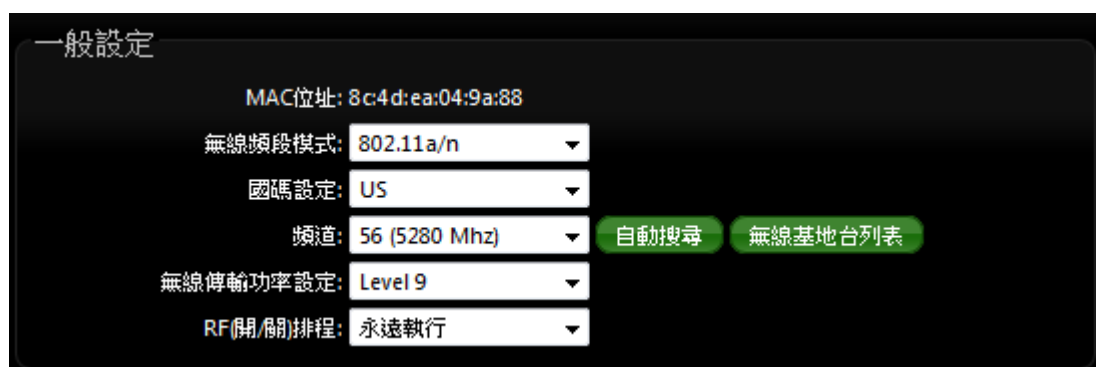 一般設定
MAC位址: 8c:4d:ea:04:9a:88
無線頻段模式: 802.11a/n
國碼設定: US
頻道: 56 (5280 Mhz) 自動搜尋 無線基地台列表
無線傳輸功率設定: Level 9
RF(開/關)排程: 永遠執行